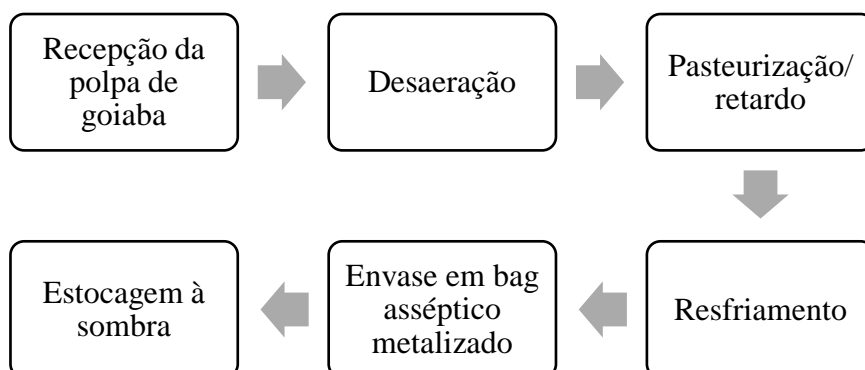 Recepção da
polpa de
goiaba
Desaeração
Pasteurização/
retardo
Resfriamento
Envase em bag
asséptico
metalizado
Estocagem à
sombra